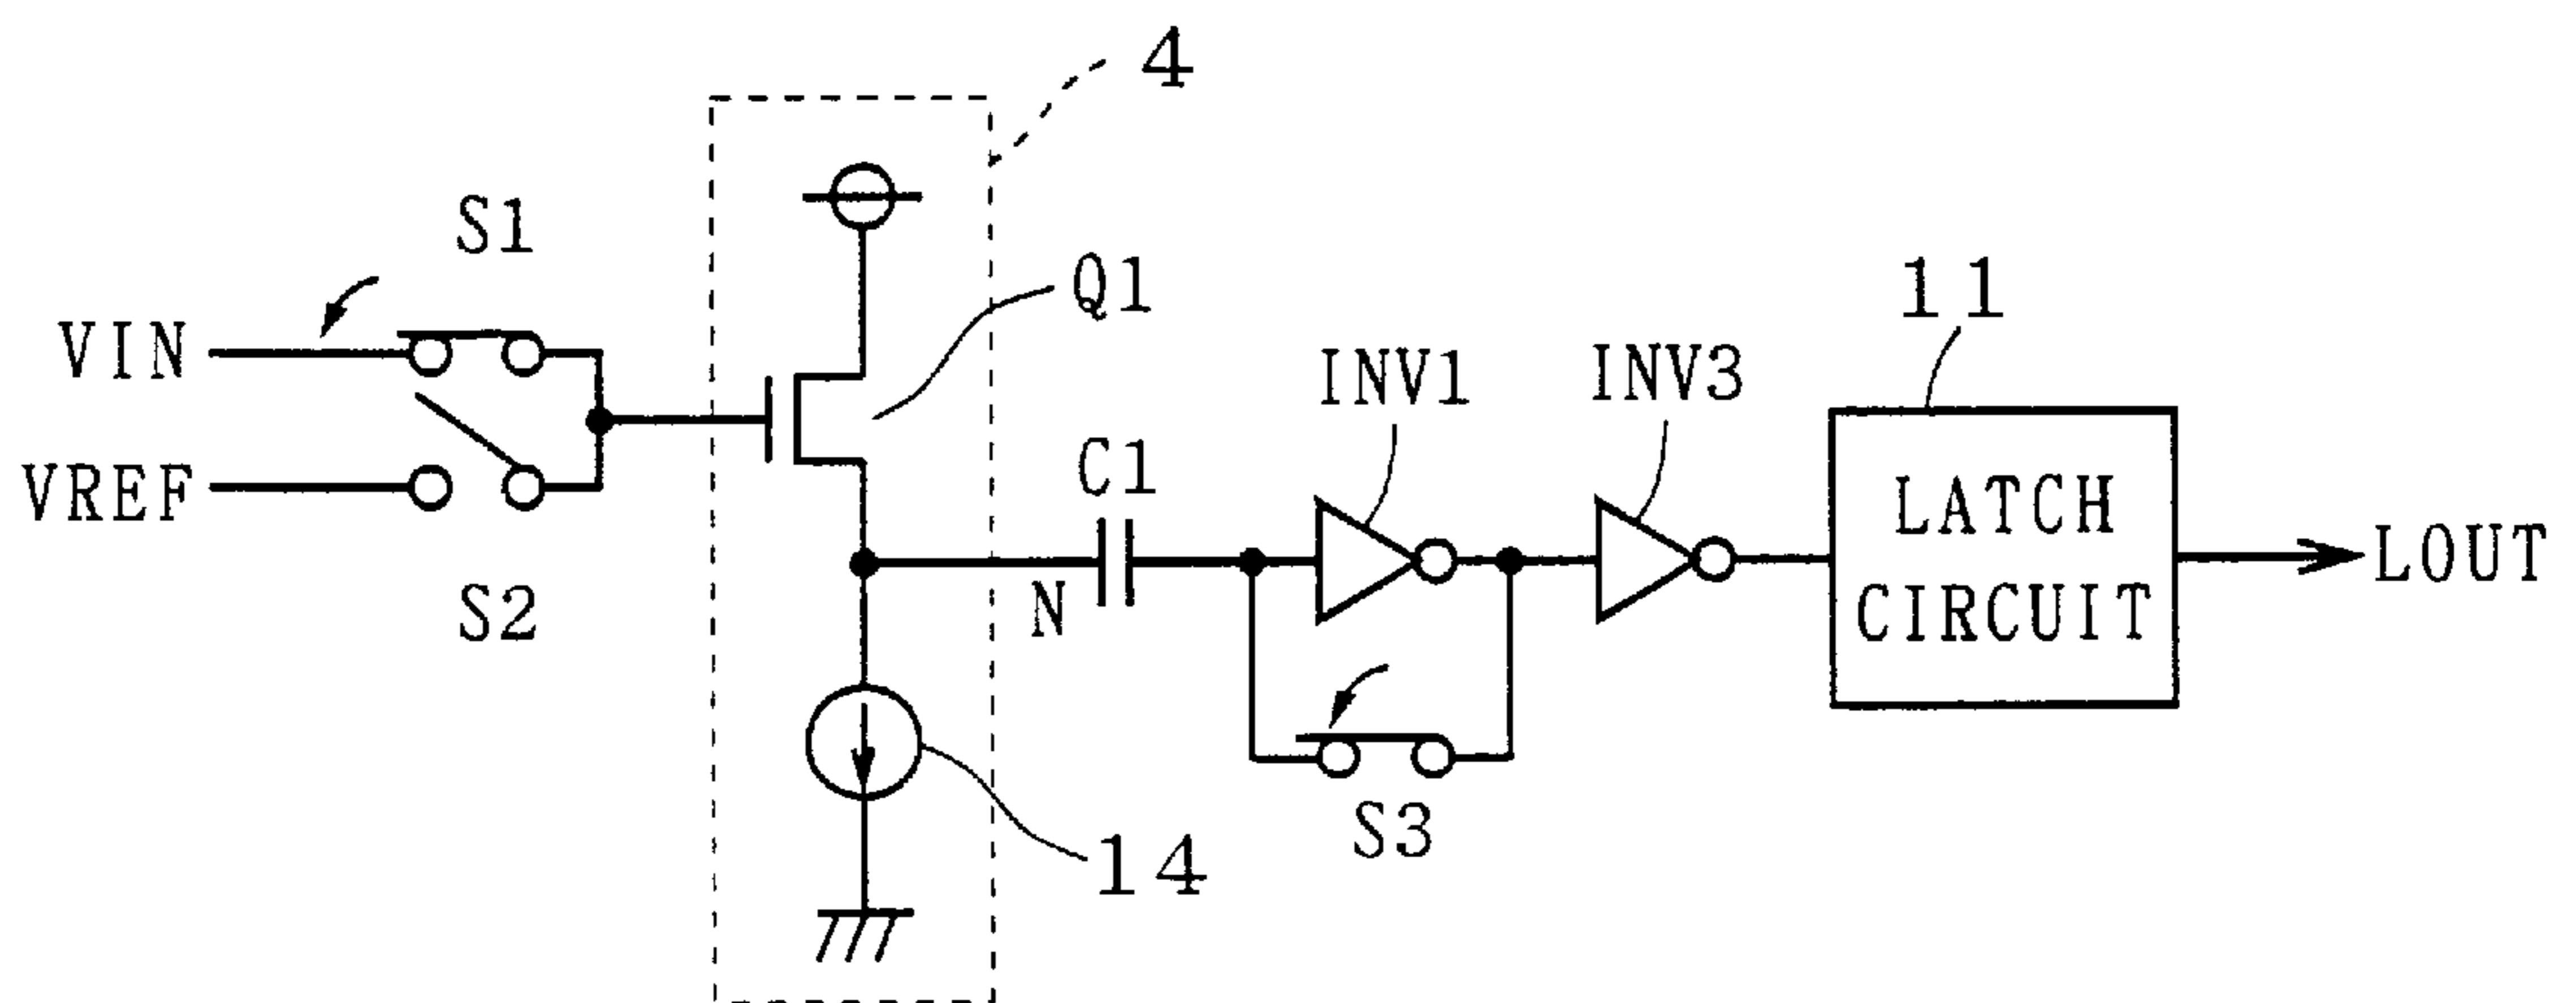 4
S1
Q1
VIN
11
INV1
INV3
C1
VREF
LATCH
CIRCUIT
LOUT
S2
N
S3
14